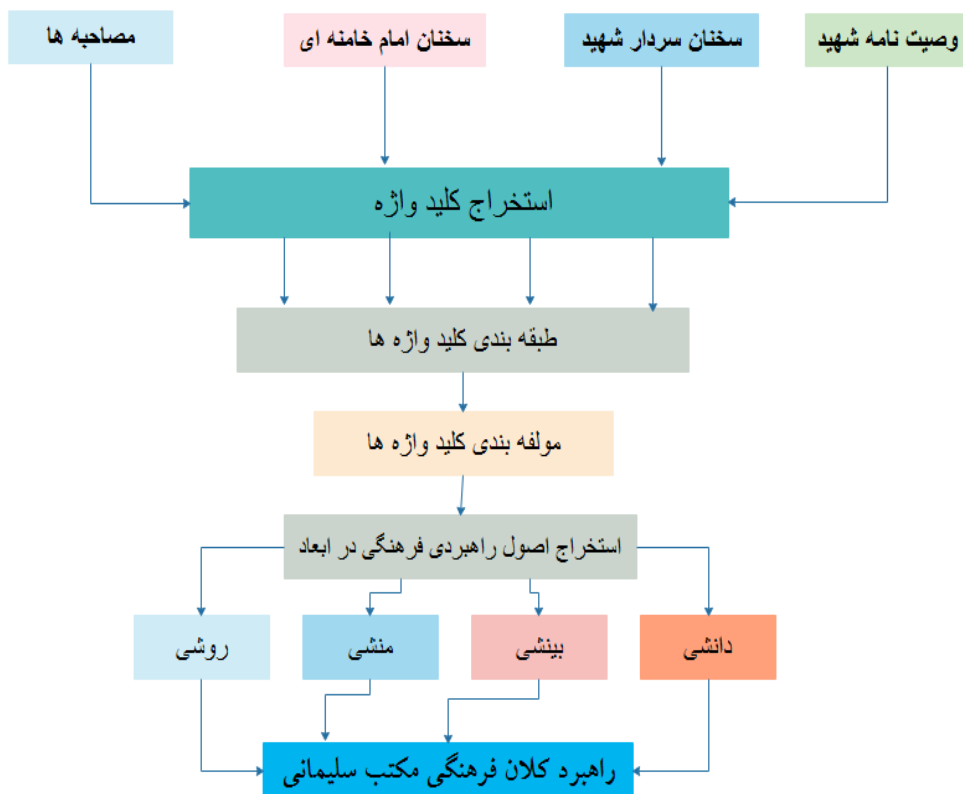 وصیت نامه شهید
سخنان سردار شهید
سخنان امام خامنه ای
مصاحبه ها
استخراج کلید واژه
طبقه بندی کلید واژه ها
مولفه بندی کلید واژه ها
استخراج اصول راهبردی فرهنگی در ابعاد
دانشی
بینشی
منشی
روشی
راهبرد کلان فرهنگی مکتب سلیمانی